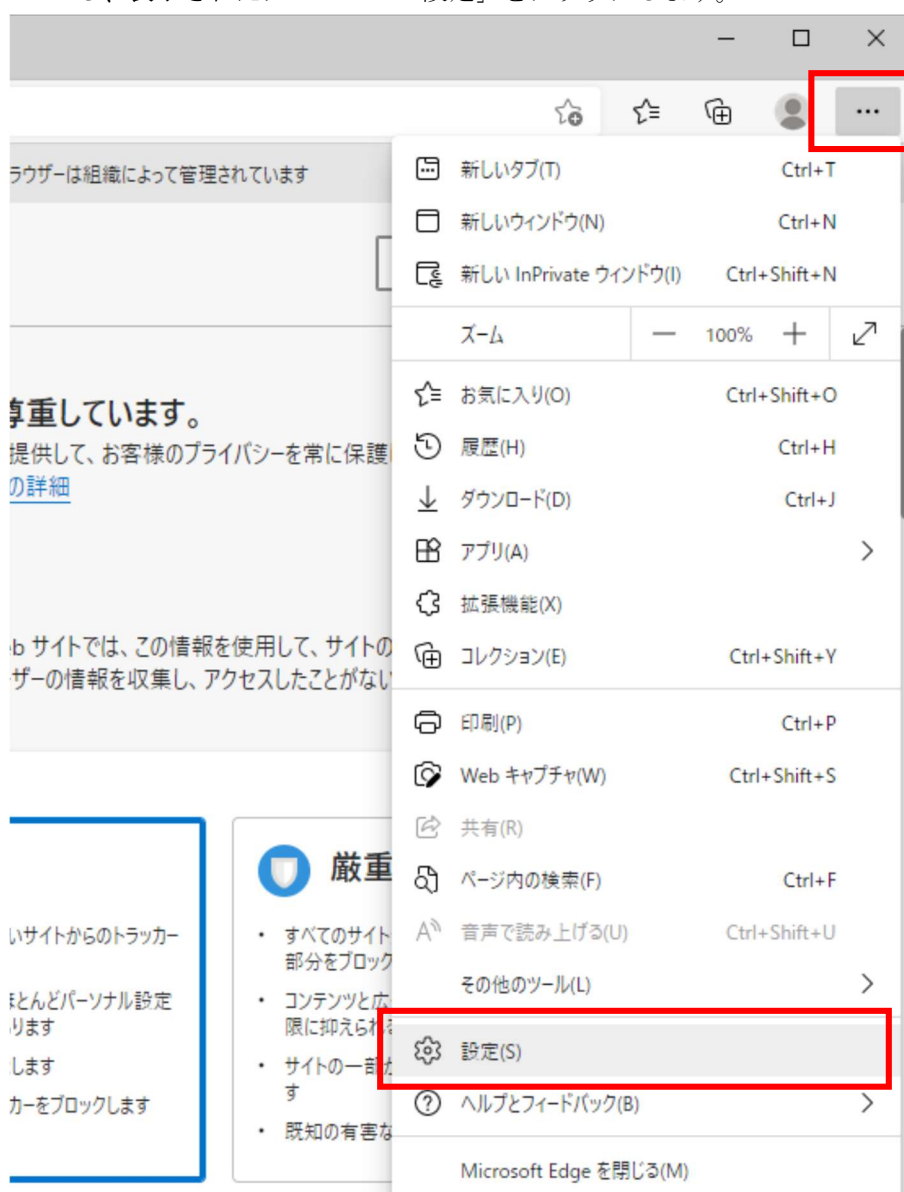 設定」をクリックします。
ラウザーは組織によって管理されています
尊重しています。
提供して、お客様のプライバシーを常に保護
の詳細
b サイトでは、この情報を使用して、サイトの
ザーの情報を収集し、アクセスしたことがない
いサイトからのトラッカー
ほとんどパーソナル設定
ります
します
カーをブロックします
厳重
• すべてのサイト
部分をブロック
• コンテンツと広
限に抑えられ
• サイトの一部が
す
• 既知の有害な
新しいタブ(T) Ctrl+T
新しいウィンドウ(N) Ctrl+N
新しい InPrivate ウィンドウ(I) Ctrl+Shift+N
ズーム — 100% +
お気に入り(O) Ctrl+Shift+O
履歴(H) Ctrl+H
ダウンロード(D) Ctrl+J
アプリ(A)
拡張機能(X)
コレクション(E) Ctrl+Shift+Y
印刷(P) Ctrl+P
Web キャプチャ(W) Ctrl+Shift+S
共有(R)
ページ内の検索(F) Ctrl+F
音声で読み上げる(U) Ctrl+Shift+U
その他のツール(L)
設定(S)
ヘルプとフィードバック(B)
Microsoft Edge を閉じる(M)